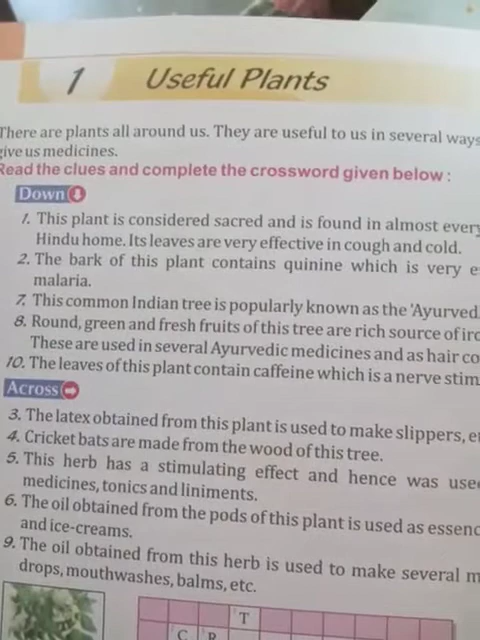 1 Useful Plants
There are plants all around us. They are useful to us in several ways
give us medicines.
Read the clues and complete the crossword given below :
Down
1. This plant is considered sacred and is found in almost every
Hindu home. Its leaves are very effective in cough and cold.
2. The bark of this plant contains quinine which is very e
malaria.
7. This common Indian tree is popularly known as the 'Ayurved
8. Round, green and fresh fruits of this tree are rich source of iro
These are used in several Ayurvedic medicines and as hair co
10. The leaves of this plant contain caffeine which is a nerve stim
Across
3. The latex obtained from this plant is used to make slippers, et
4. Cricket bats are made from the wood of this tree.
5. This herb has a stimulating effect and hence was use
medicines, tonics and liniments.
6. The oil obtained from the pods of this plant is used as essenc
and ice-creams.
9. The oil obtained from this herb is used to make several m
drops, mouthwashes, balms, etc.
T
C R